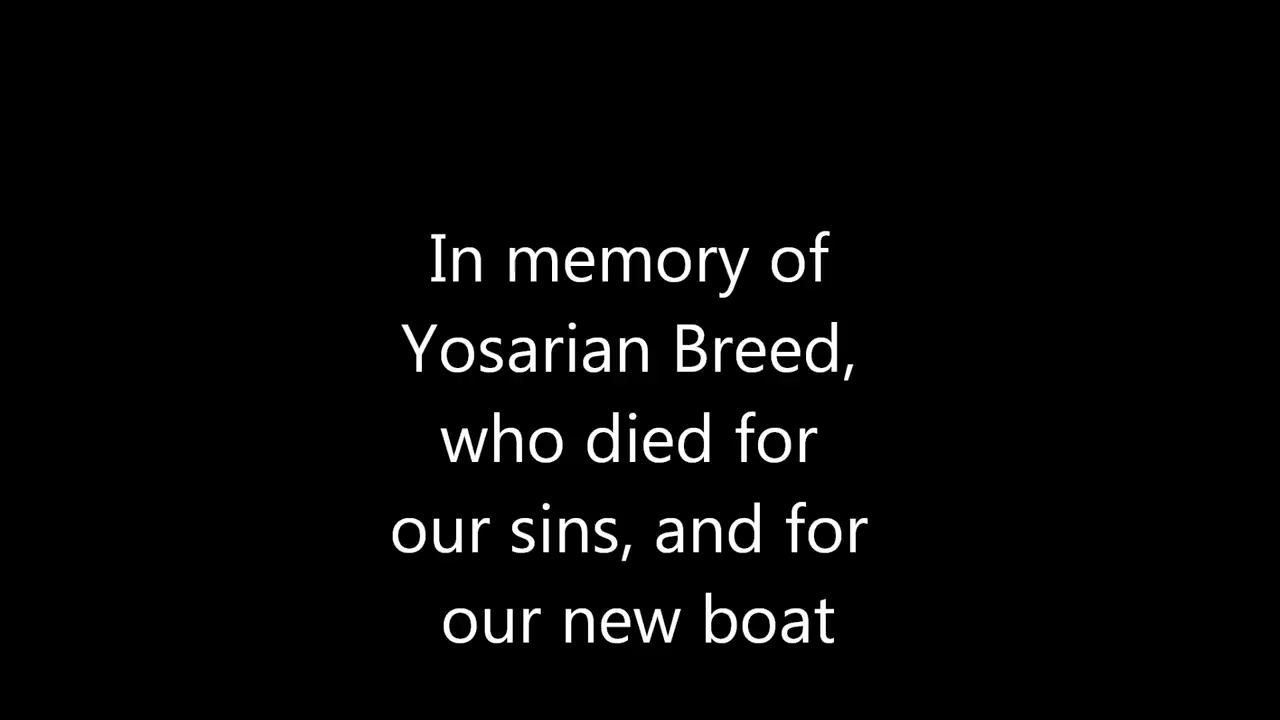 In memory of
Yosarian Breed,
who died for
our sins, and for
our new boat